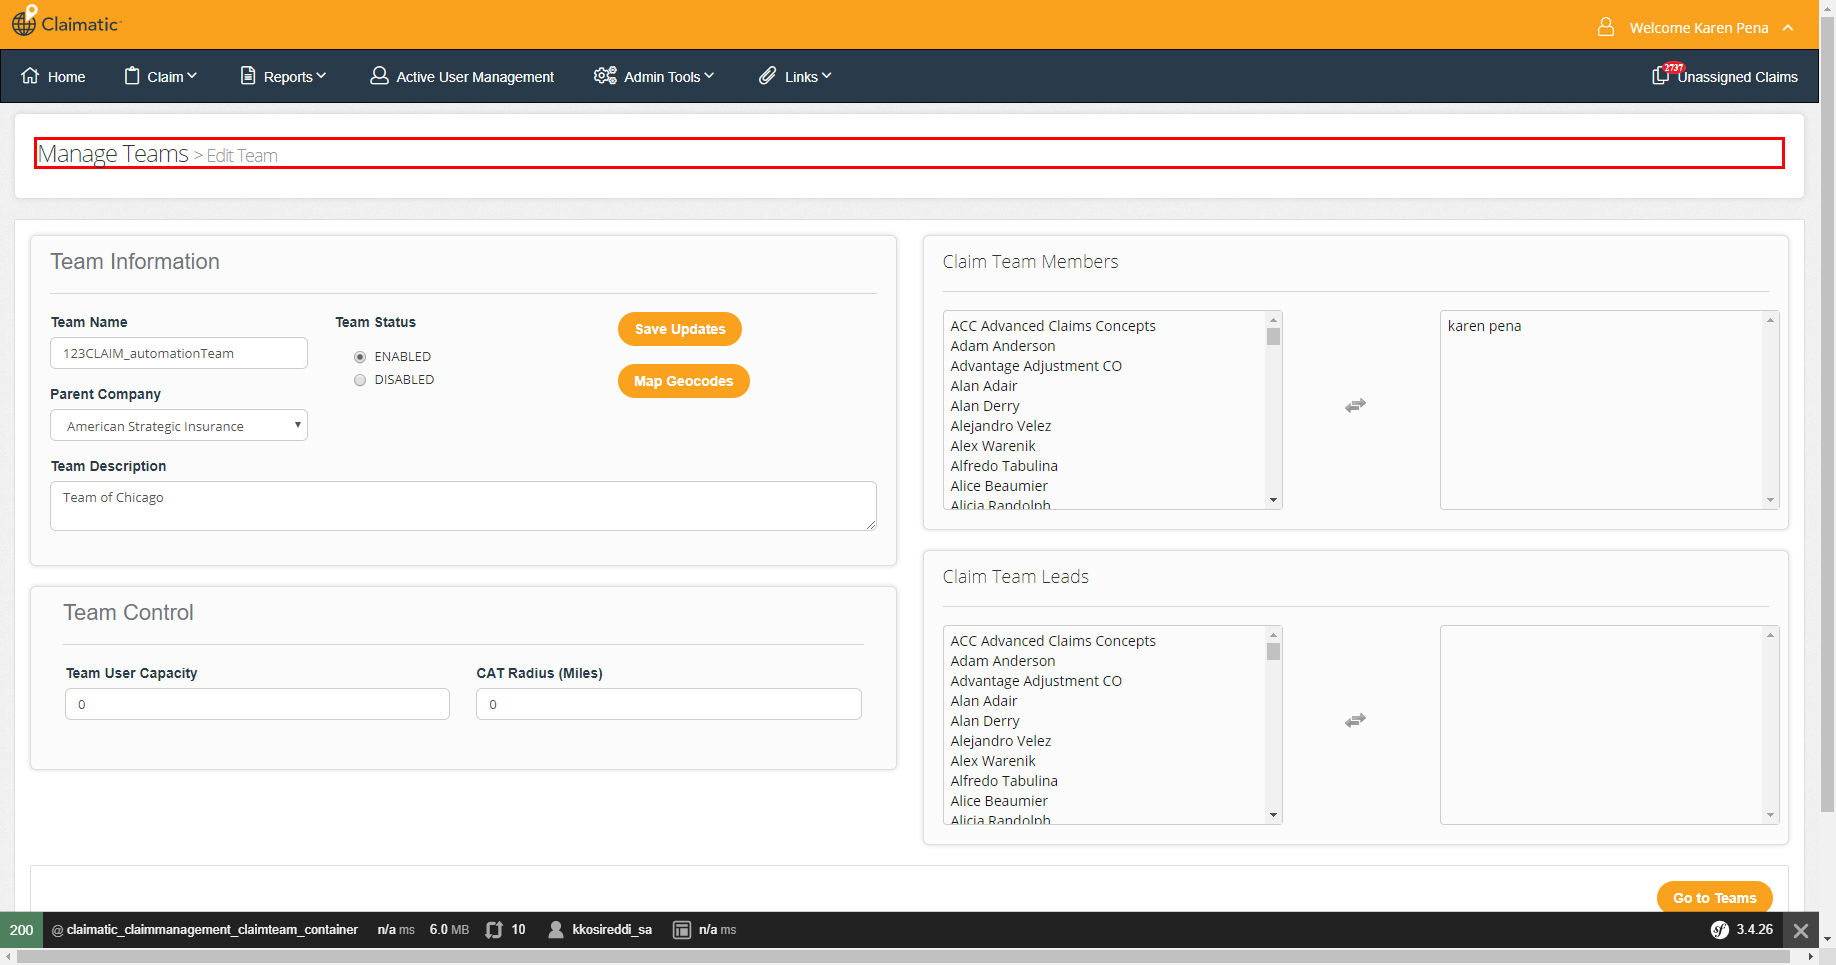 Claimatic
Welcome Karen Pena
Home
Claim
Reports
Active User Management
Admin Tools
Links
2737
Unassigned Claims
Manage Teams > Edit Team
Team Information
Team Name
123CLAIM_automationTeam
Team Status
ENABLED
DISABLED
Save Updates
Map Geocodes
Parent Company
American Strategic Insurance
Team Description
Team of Chicago
Team Control
Team User Capacity
0
CAT Radius (Miles)
0
Claim Team Members
ACC Advanced Claims Concepts
Adam Anderson
Advantage Adjustment CO
Alan Adair
Alan Derry
Alejandro Velez
Alex Warenik
Alfredo Tabulina
Alice Beaumier
Alicia Randolph
karen pena
Claim Team Leads
ACC Advanced Claims Concepts
Adam Anderson
Advantage Adjustment CO
Alan Adair
Alan Derry
Alejandro Velez
Alex Warenik
Alfredo Tabulina
Alice Beaumier
Alicia Randolph
Go to Teams
200 @ claimatic_claimmanagement_claimteam_container n/a ms 6.0 MB 10 kkosireddi_sa n/a ms sf 3.4.26